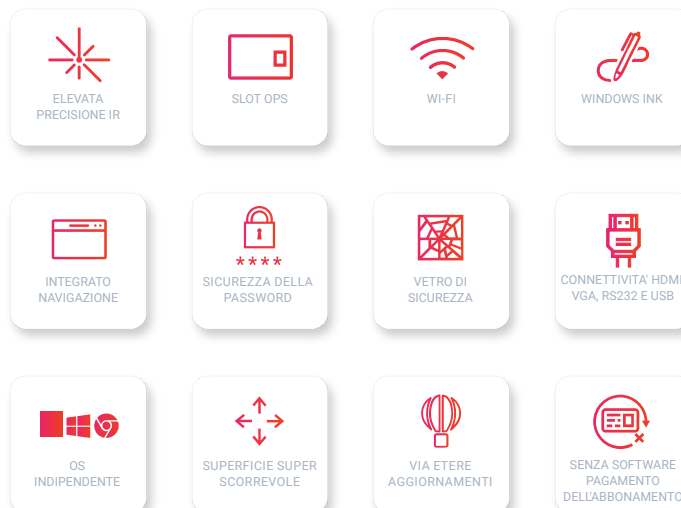 ELEVATA
PRECISIONE IR
SLOT OPS
WI-FI
WINDOWS INK
INTEGRATO
NAVIGAZIONE
****
SICUREZZA DELLA
PASSWORD
VETRO DI
SICUREZZA
CONNETTIVITA' HDMI
VGA, RS232 E USB
OS
INDIPENDENTE
SUPERFICIE SUPER
SCORREVOLE
VIA ETERE
AGGIORNAMENTI
SENZA SOFTWARE
PAGAMENTO
DELL'ABBONAMENTO